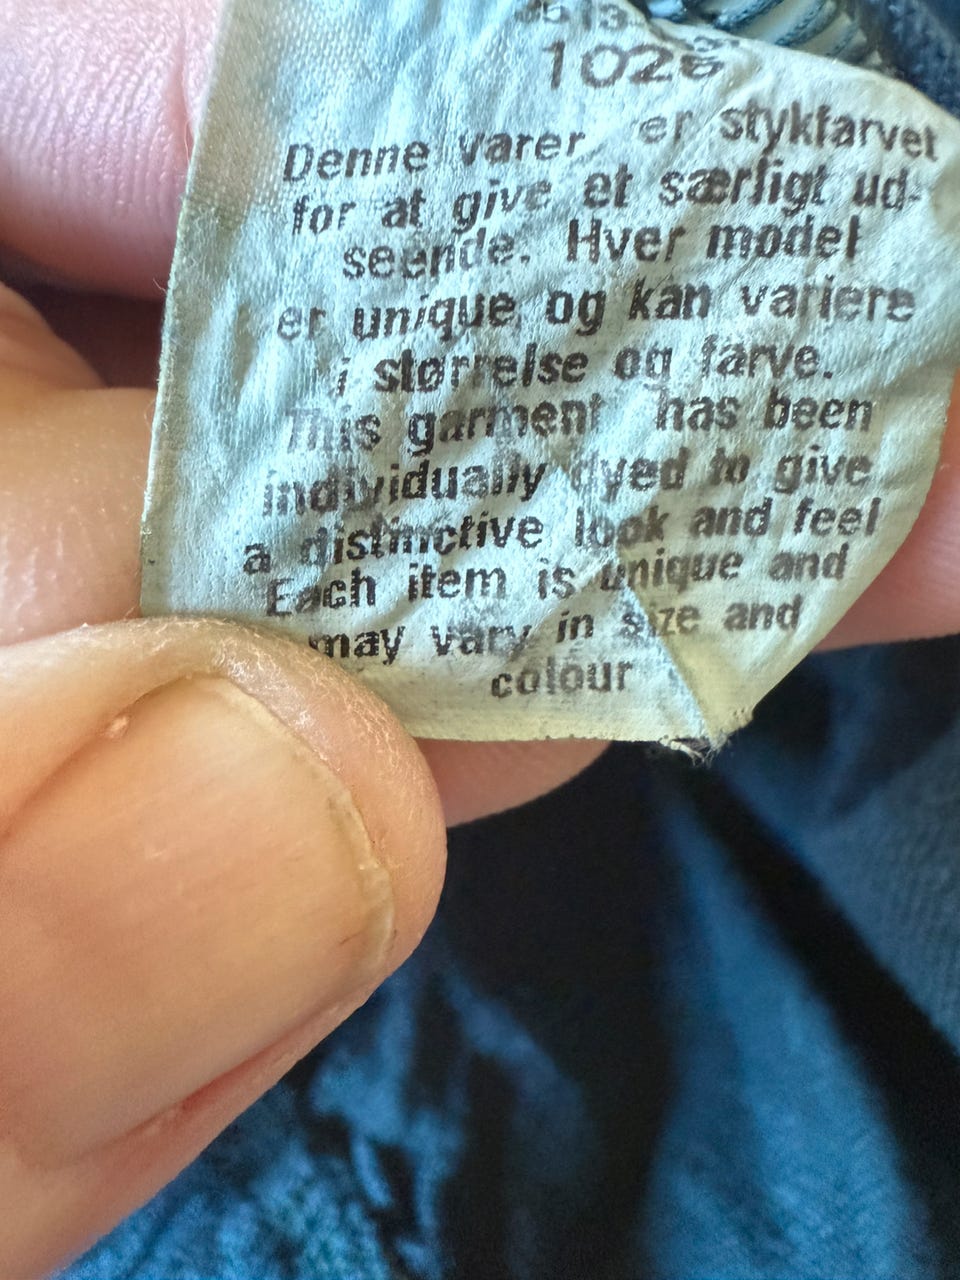 1028
Denne varer er stykfarvet
for at give et særligt ud-
seende. Hver model
er unique og kan variere
i størrelse og farve.
This garment has been
individually dyed to give
a distinctive look and feel
Each item is unique and
may vary in size and
colour